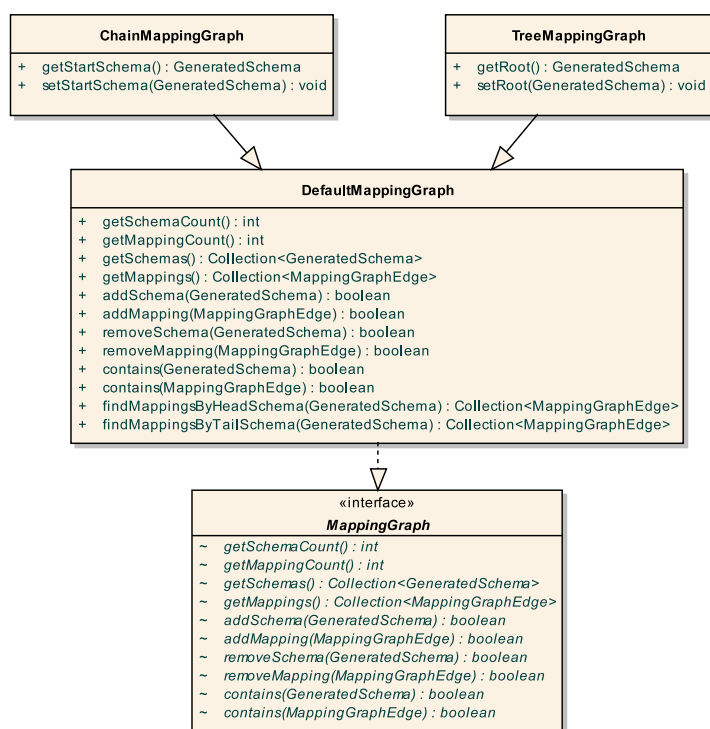 ChainMappingGraph
+ getStartSchema() : GeneratedSchema
+ setStartSchema(GeneratedSchema) : void
TreeMappingGraph
+ getRoot() : GeneratedSchema
+ setRoot(GeneratedSchema) : void
DefaultMappingGraph
+ getSchemaCount() : int
+ getMappingCount() : int
+ getSchemas() : Collection<GeneratedSchema>
+ getMappings() : Collection<MappingGraphEdge>
+ addSchema(GeneratedSchema) : boolean
+ addMapping(MappingGraphEdge) : boolean
+ removeSchema(GeneratedSchema) : boolean
+ removeMapping(MappingGraphEdge) : boolean
+ contains(GeneratedSchema) : boolean
+ contains(MappingGraphEdge) : boolean
+ findMappingsByHeadSchema(GeneratedSchema) : Collection<MappingGraphEdge>
+ findMappingsByTailSchema(GeneratedSchema) : Collection<MappingGraphEdge>
«interface»
MappingGraph
~ getSchemaCount() : int
~ getMappingCount() : int
~ getSchemas() : Collection<GeneratedSchema>
~ getMappings() : Collection<MappingGraphEdge>
~ addSchema(GeneratedSchema) : boolean
~ addMapping(MappingGraphEdge) : boolean
~ removeSchema(GeneratedSchema) : boolean
~ removeMapping(MappingGraphEdge) : boolean
~ contains(GeneratedSchema) : boolean
~ contains(MappingGraphEdge) : boolean